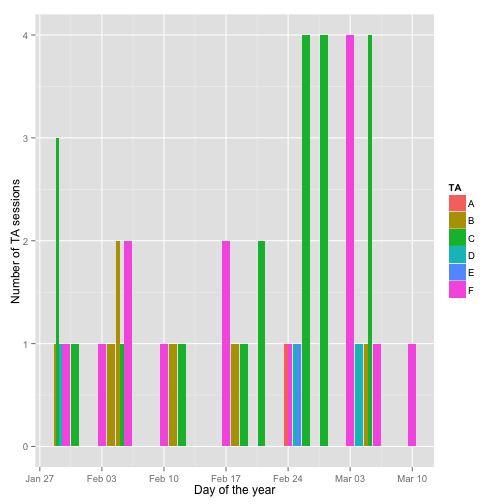 4
3
2
1
0
Number of TA sessions
Jan 27 Feb 03 Feb 10 Feb 17 Feb 24 Mar 03 Mar 10
Day of the year
TA
A
B
C
D
E
F